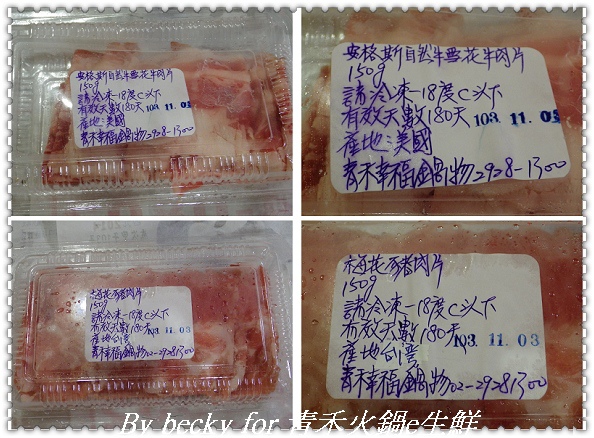 安格斯自然牛雪花牛肉片
150g
請冷凍-18度C以下
有效天數180天 103.11.03
產地:美國
青禾幸福鍋物2928-1300
安格斯自然牛雪花牛肉片
150g
請冷凍-18度C以下
有效天數180天 103.11.03
產地:美國
青禾幸福鍋物2928-1300
梅花豬肉片
150g
請冷凍-18度C以下
有效天數180天 103.11.03
產地台灣
青禾幸福鍋物02-29281300
梅花豬肉片
150g
請冷凍-18度C以下
有效天數180天 103.11.03
產地台灣
青禾幸福鍋物02-29281300
By becky for 青禾火鍋e生鮮